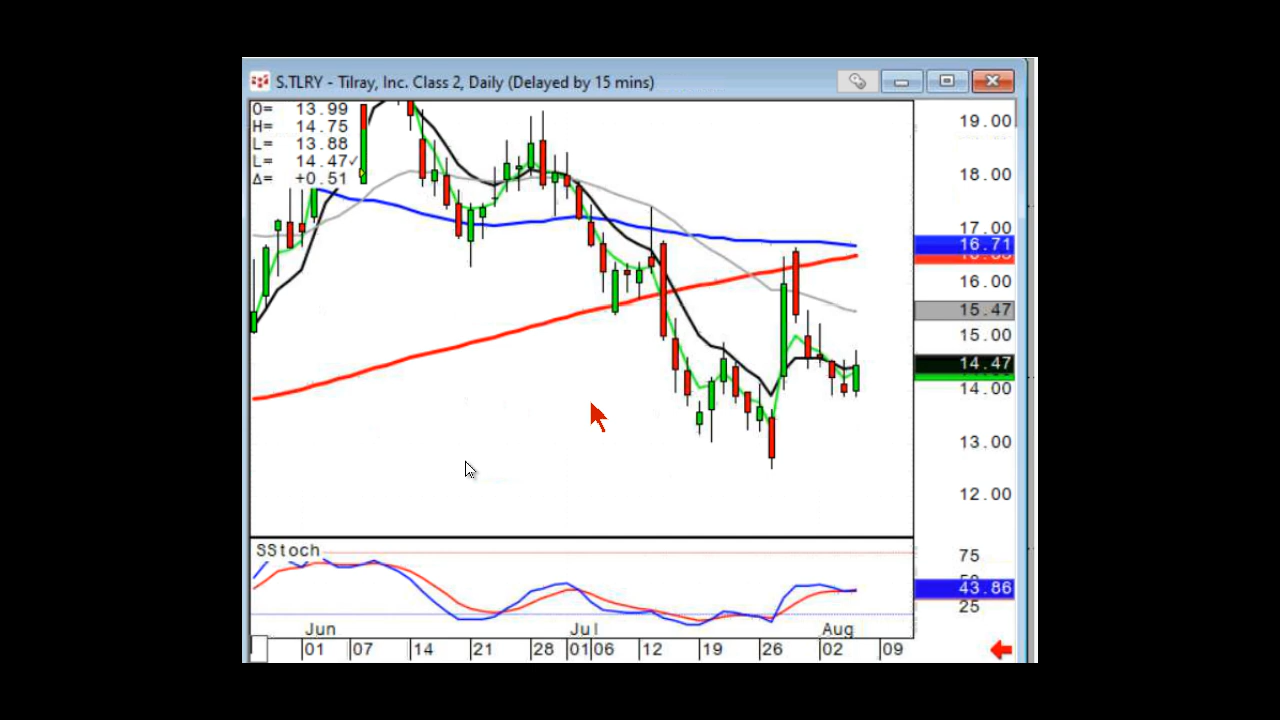 S.TLRY - Tilray, Inc. Class 2, Daily (Delayed by 15 mins)
O= 13.99
H= 14.75
L= 13.88
L= 14.47✓
Δ= +0.51
19.00
18.00
17.00
16.71
16.00
15.47
15.00
14.47
14.00
13.00
12.00
SStoch
75
43.86
25
Jun Jul Aug
01 07 14 21 28 01 06 12 19 26 02 09